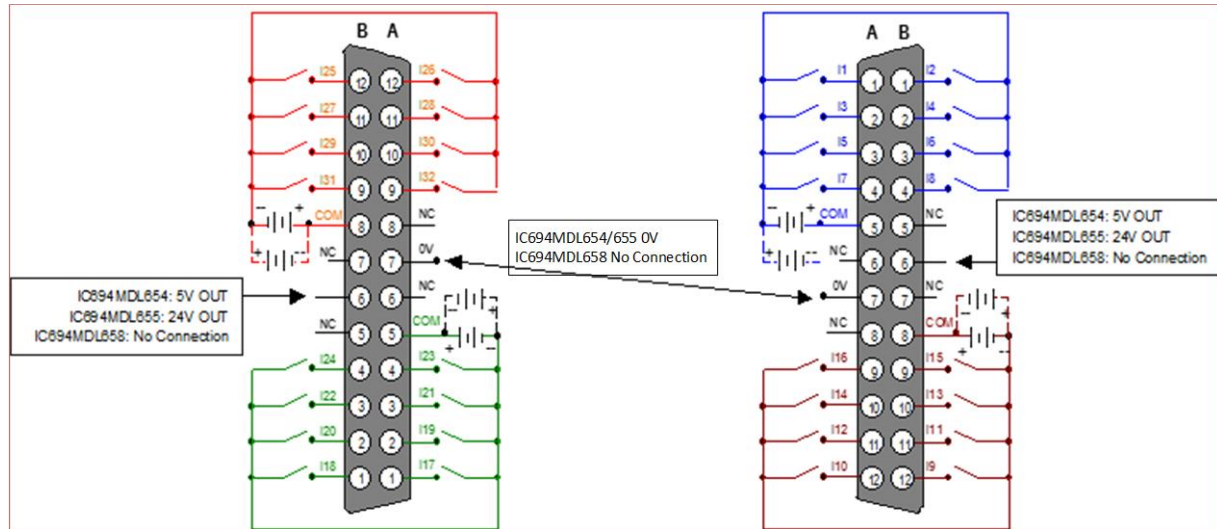 B A
I25 12 12 I26
I27 11 11 I28
I29 10 10 I30
I31 9 9 I32
- + COM 8 8 NC
+ -- NC 7 7 0V
6 6 NC
NC 5 5 COM
- +
+ --
I24 4 4 I23
I22 3 3 I21
I20 2 2 I19
I18 1 1 I17
IC694MDL654: 5V OUT
IC694MDL655: 24V OUT
IC694MDL658: No Connection
IC694MDL654/655 0V
IC694MDL658 No Connection
A B
I1 1 1 I2
I3 2 2 I4
I5 3 3 I6
I7 4 4 I8
- + COM 5 5 NC
+ -- NC 6 6
0V 7 7 NC
NC 8 8 COM
- +
+ --
I16 9 9 I15
I14 10 10 I13
I12 11 11 I11
I10 12 12 I9
IC694MDL654: 5V OUT
IC694MDL655: 24V OUT
IC694MDL658: No Connection